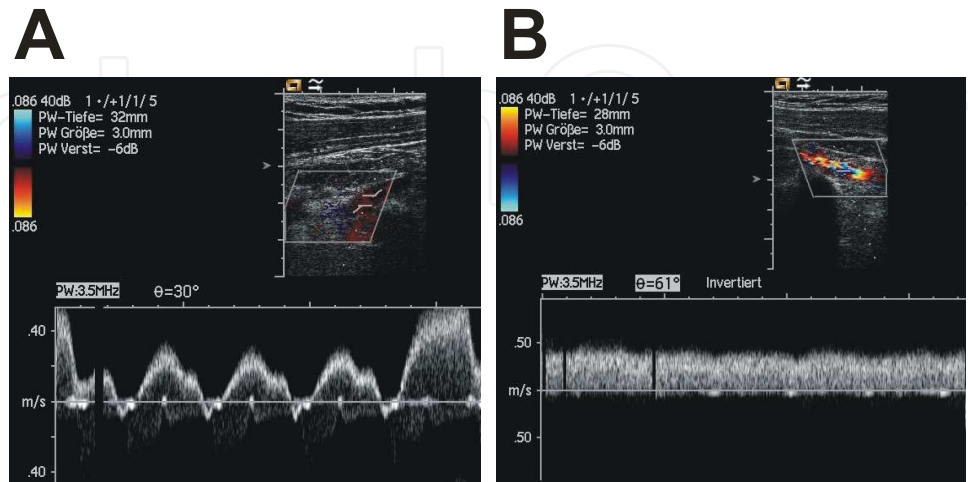 A
.086 40dB 1 •/+1/1/ 5
PW-Tiefe= 32mm
PW Größe= 3.0mm
PW Verst= -6dB
.086
PW:3.5MHz θ=30°
.40
m/s
.40
B
.086 40dB 1 •/+1/1/ 5
PW-Tiefe= 28mm
PW Größe= 3.0mm
PW Verst= -6dB
.086
PW:3.5MHz θ=61° Invertiert
.50
m/s
.50